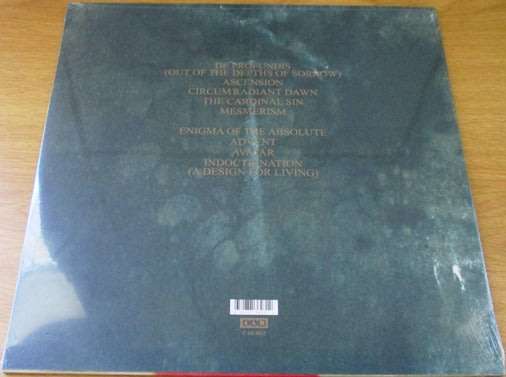 DE PROFUNDIS
(OUT OF THE DEPTHS OF SORROW)
ASCENSION
CIRCUMRADIANT DAWN
THE CARDINAL SIN
MESMERISM
ENIGMA OF THE ABSOLUTE
ADVENT
AVATAR
INDOCTRINATION
(A DESIGN FOR LIVING)